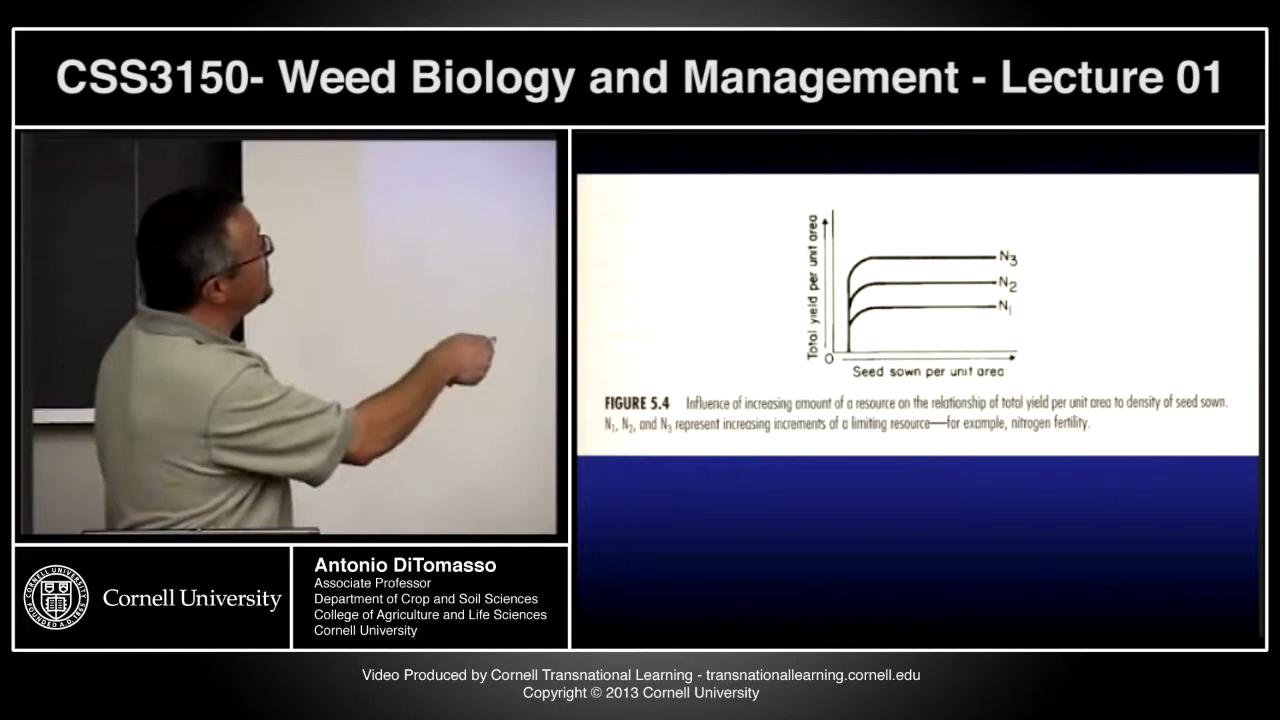 CSS3150- Weed Biology and Management - Lecture 01
Total yield per unit area
N3
N2
N1
0
Seed sown per unit area
FIGURE 5.4 Influence of increasing amount of a resource on the relationship of total yield per unit area to density of seed sown.
N1, N2, and N3 represent increasing increments of a limiting resource—for example, nitrogen fertility.
CORNELL UNIVERSITY
FOUNDED A.D. 1865
Cornell University
Antonio DiTomasso
Associate Professor
Department of Crop and Soil Sciences
College of Agriculture and Life Sciences
Cornell University
Video Produced by Cornell Transnational Learning - transnationallearning.cornell.edu
Copyright © 2013 Cornell University